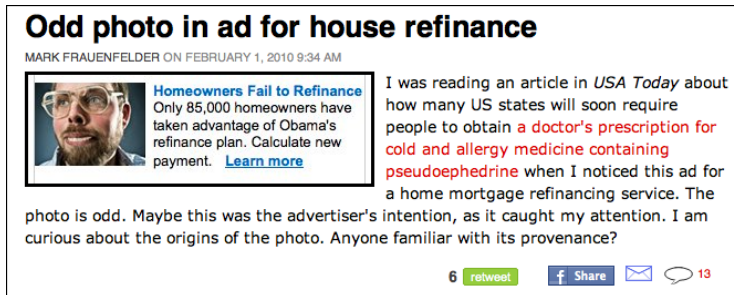 Odd photo in ad for house refinance
MARK FRAUENFELDER ON FEBRUARY 1, 2010 9:34 AM
Homeowners Fail to Refinance
Only 85,000 homeowners have
taken advantage of Obama's
refinance plan. Calculate new
payment. Learn more
I was reading an article in USA Today about
how many US states will soon require
people to obtain a doctor's prescription for
cold and allergy medicine containing
pseudoephedrine when I noticed this ad for
a home mortgage refinancing service. The
photo is odd. Maybe this was the advertiser's intention, as it caught my attention. I am
curious about the origins of the photo. Anyone familiar with its provenance?
6 retweet f Share 13